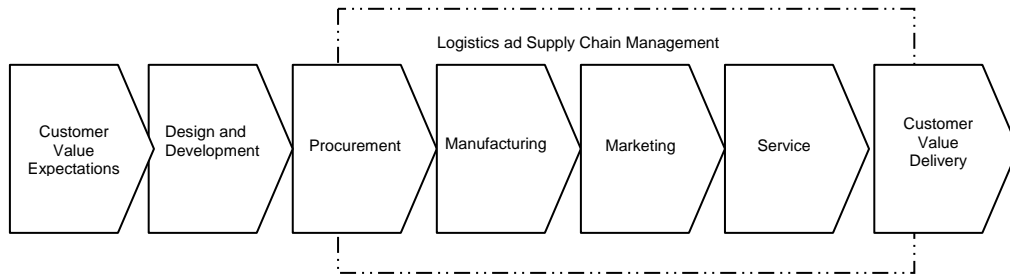 Logistics ad Supply Chain Management
Customer
Value
Expectations
Design and
Development
Procurement
Manufacturing
Marketing
Service
Customer
Value
Delivery